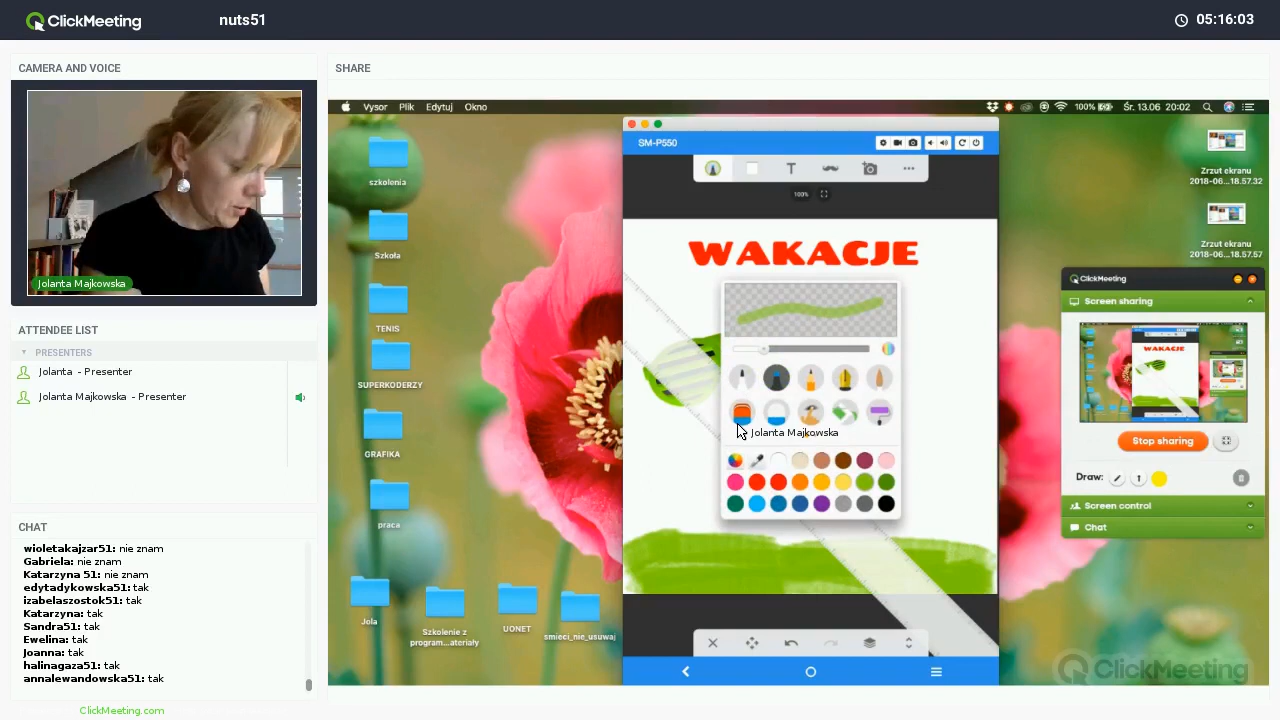 ClickMeeting
nuts51
05:16:03
CAMERA AND VOICE
Jolanta Majkowska
ATTENDEE LIST
PRESENTERS
Jolanta - Presenter
Jolanta Majkowska - Presenter
CHAT
wioletakajzar51: nie znam
Gabriela: nie znam
Katarzyna 51: nie znam
edytadykowska51: tak
izabelaszostok51: tak
Katarzyna: tak
Sandra51: tak
Ewelina: tak
Joanna: tak
halinagaza51: tak
annalewandowska51: tak
ClickMeeting.com
SHARE
Vysor Plik Edytuj Okno
100% Śr. 13.06 20:02
szkolenia
Szkoła
TENIS
SUPERKODERZY
GRAFIKA
praca
Jola
Szkolenie z
program...ateriały
UONET
smieci_nie_usuwaj
SM-P550
T
100%
WAKACJE
Jolanta Majkowska
Zrzut ekranu
2018-06...18.57.32
Zrzut ekranu
2018-06...18.57.57
ClickMeeting
Screen sharing
WAKACJE
Stop sharing
Draw:
Screen control
Chat
ClickMeeting